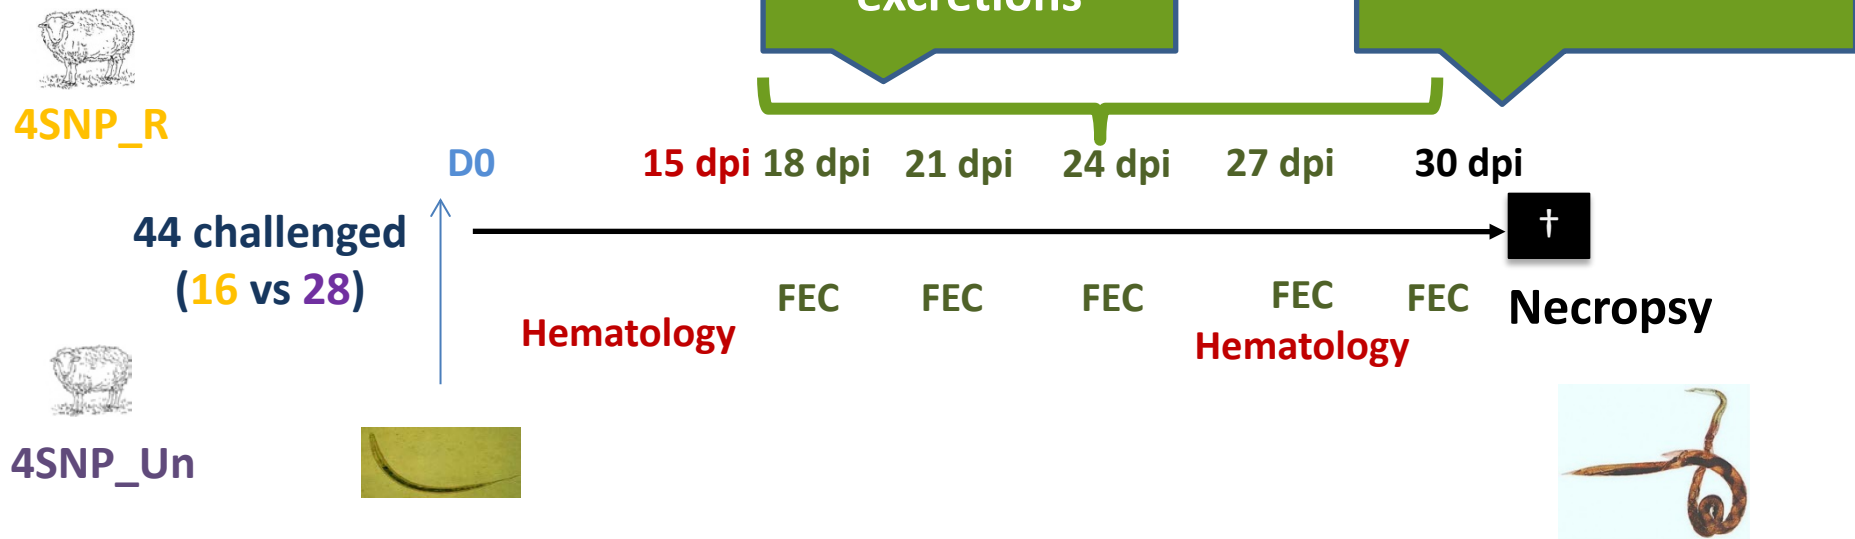 excretions
4SNP_R
D0
15 dpi 18 dpi 21 dpi 24 dpi 27 dpi 30 dpi
44 challenged
(16 vs 28)
†
FEC FEC FEC FEC FEC
Necropsy
Hematology Hematology
4SNP_Un